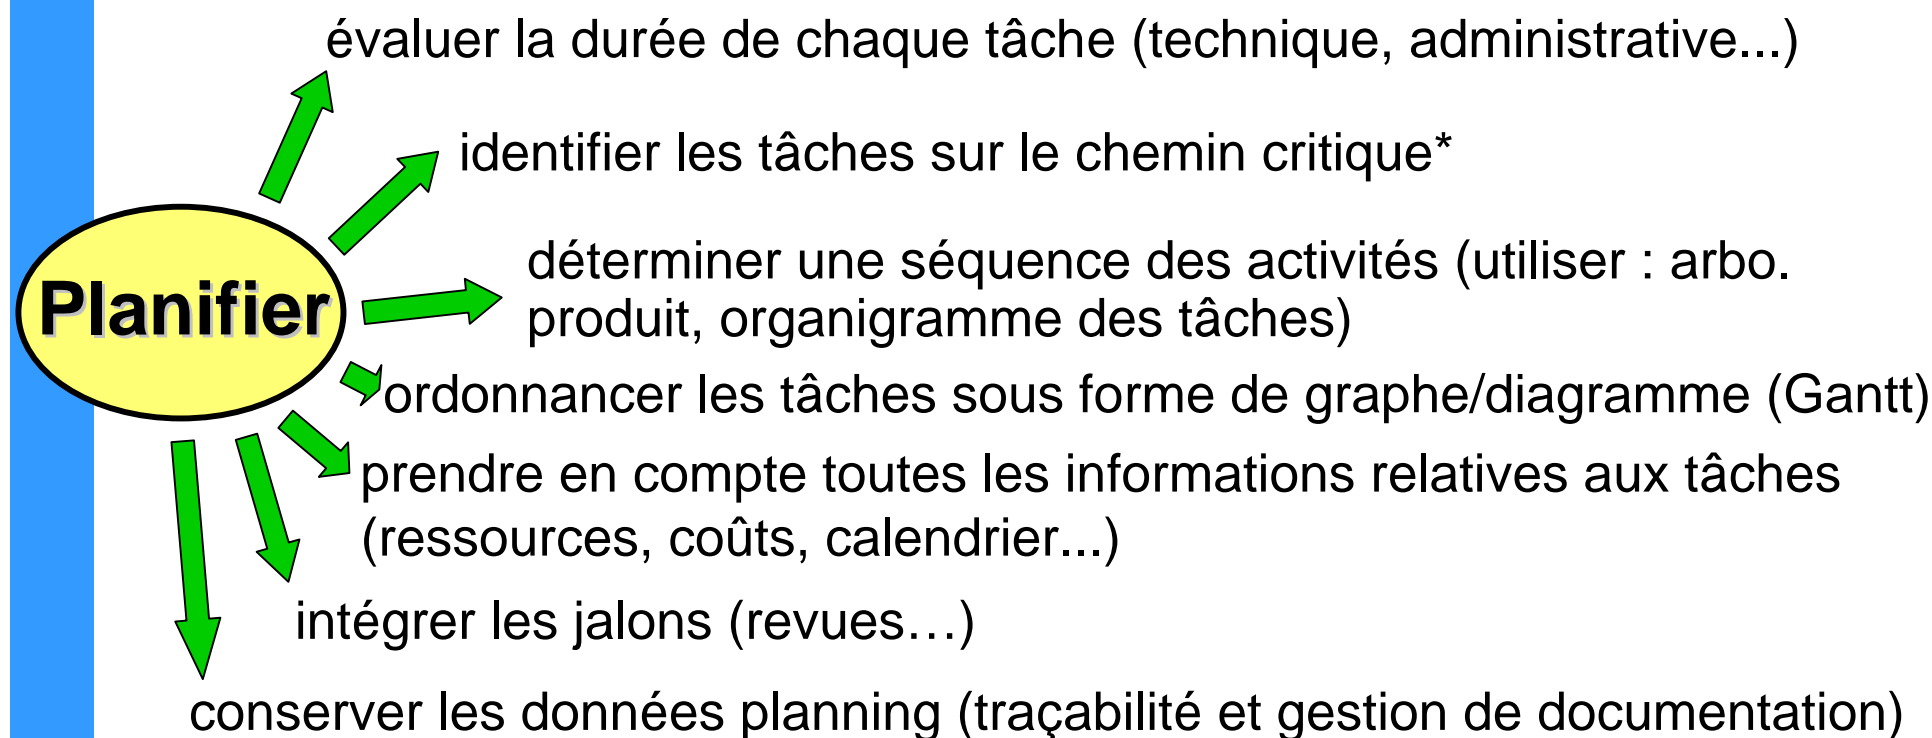 évaluer la durée de chaque tâche (technique, administrative...)
identifier les tâches sur le chemin critique*
déterminer une séquence des activités (utiliser : arbo.
produit, organigramme des tâches)
Planifier
ordonnancer les tâches sous forme de graphe/diagramme (Gantt)
prendre en compte toutes les informations relatives aux tâches
(ressources, coûts, calendrier...)
intégrer les jalons (revues…)
conserver les données planning (traçabilité et gestion de documentation)